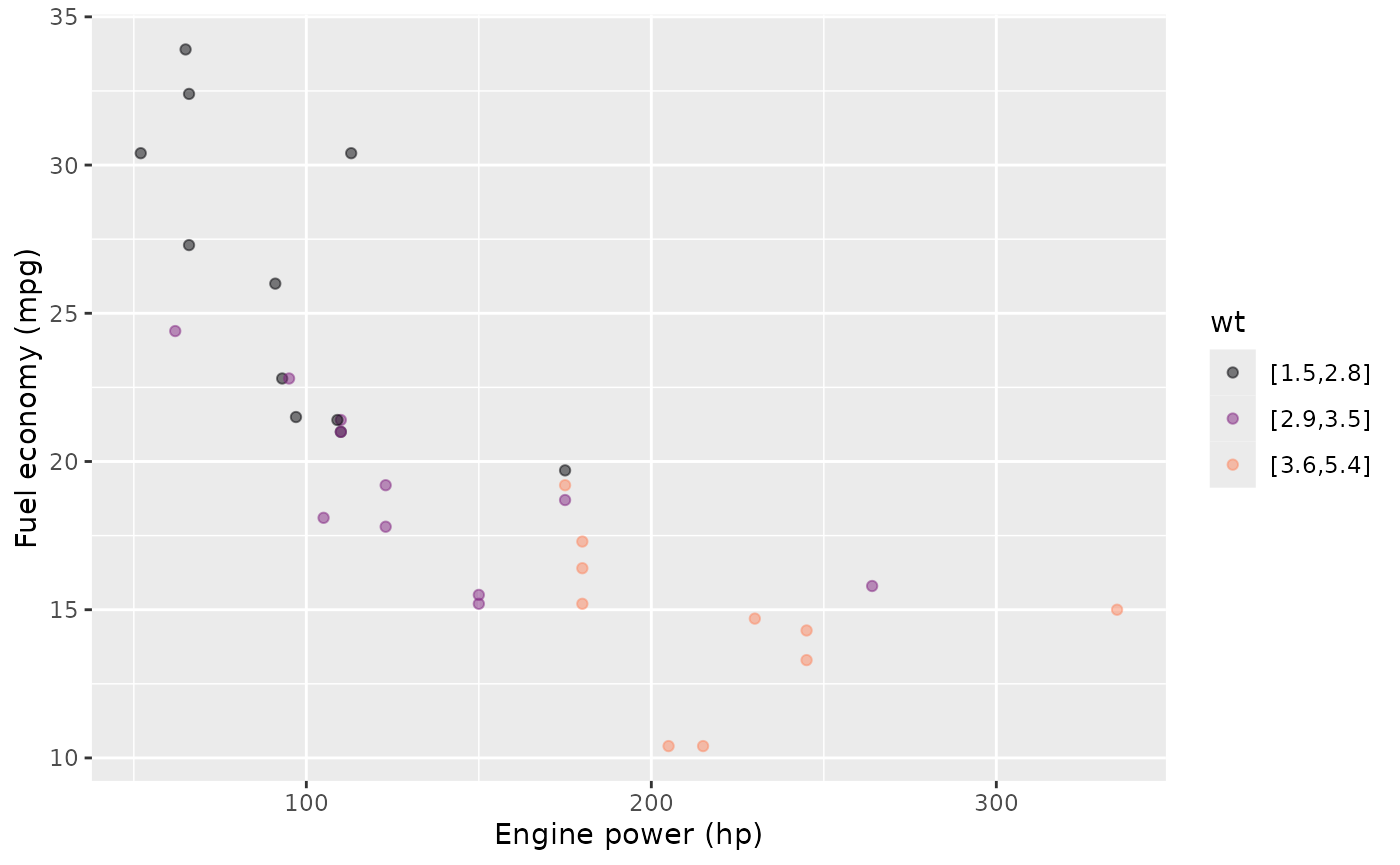 35
30
25
20
15
10
Fuel economy (mpg)
100 200 300
Engine power (hp)
wt
[1.5,2.8]
[2.9,3.5]
[3.6,5.4]